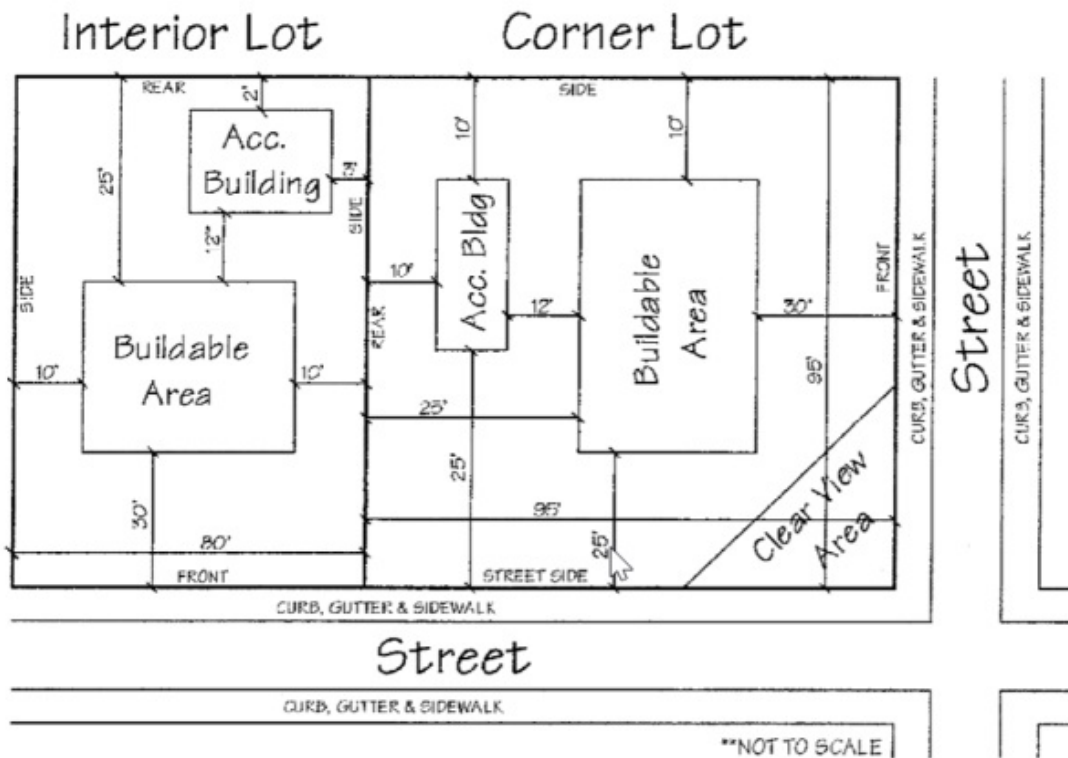 Interior Lot
Corner Lot
REAR
2'
Acc.
Building
25'
SIDE
12"
SIDE
Buildable
Area
10'
10'
30'
80'
FRONT
SIDE
10'
10'
Acc. Bldg
Buildable
Area
10'
12'
30'
FRONT
REAR
25'
25'
95'
95'
25'
STREET SIDE
Clear View
Area
CURB, GUTTER & SIDEWALK
Street
CURB, GUTTER & SIDEWALK
CURB, GUTTER & SIDEWALK
Street
CURB, GUTTER & SIDEWALK
**NOT TO SCALE